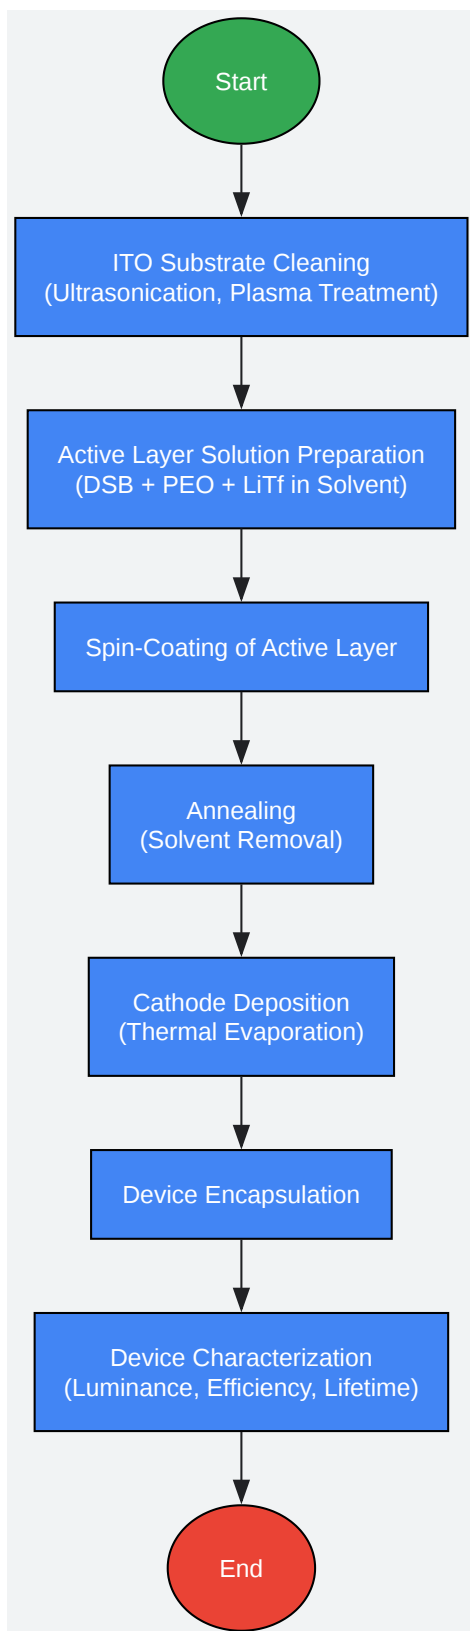 Start
ITO Substrate Cleaning
(Ultrasonication, Plasma Treatment)
Active Layer Solution Preparation
(DSB + PEO + LiTf in Solvent)
Spin-Coating of Active Layer
Annealing
(Solvent Removal)
Cathode Deposition
(Thermal Evaporation)
Device Encapsulation
Device Characterization
(Luminance, Efficiency, Lifetime)
End